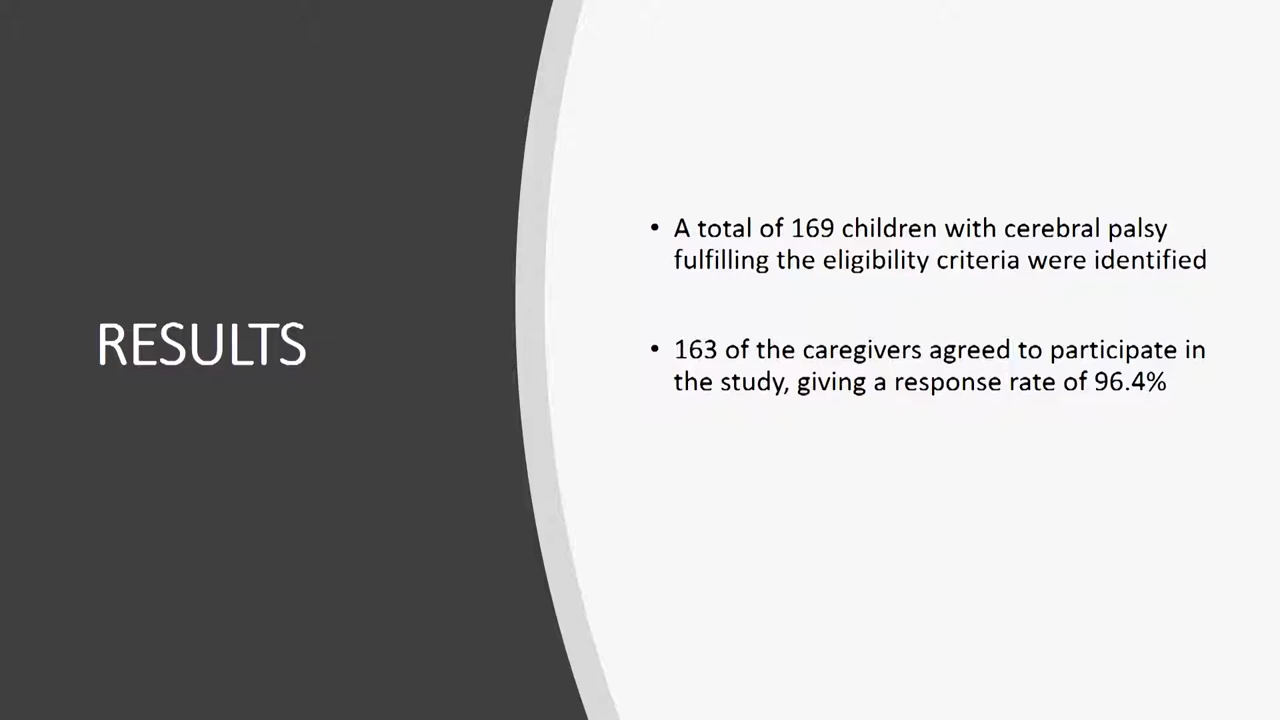 RESULTS
• A total of 169 children with cerebral palsy
fulfilling the eligibility criteria were identified
• 163 of the caregivers agreed to participate in
the study, giving a response rate of 96.4%